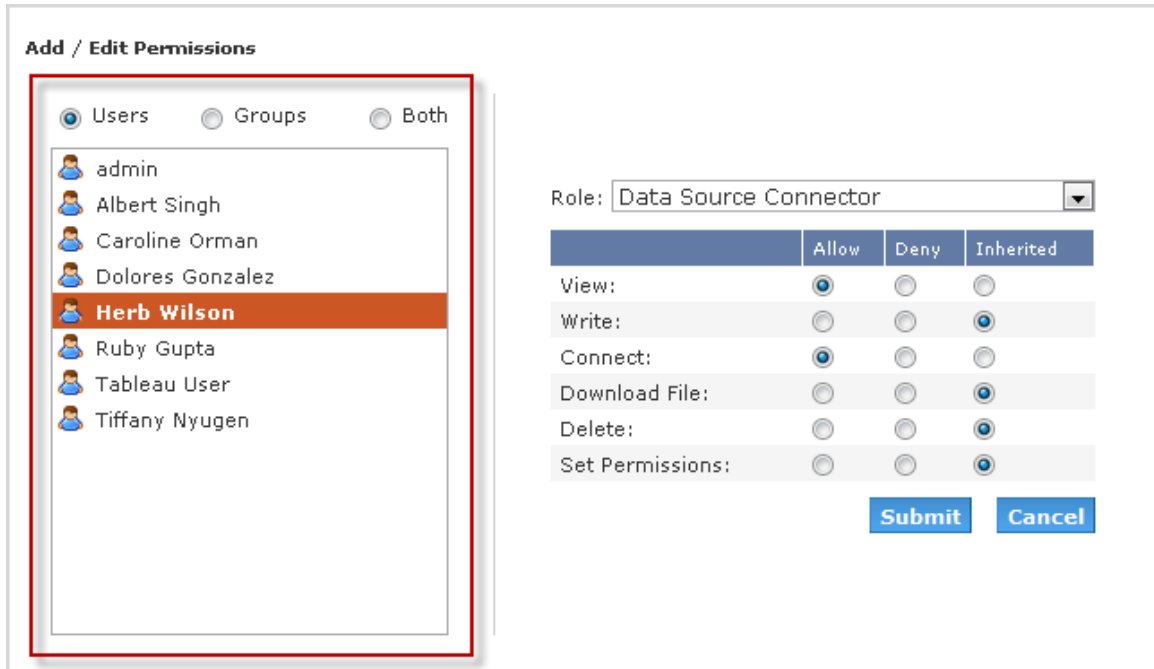 Add / Edit Permissions
Users Groups Both
admin
Albert Singh
Caroline Orman
Dolores Gonzalez
Herb Wilson
Ruby Gupta
Tableau User
Tiffany Nyugen
Role: Data Source Connector
Allow Deny Inherited
View:
Write:
Connect:
Download File:
Delete:
Set Permissions:
Submit Cancel